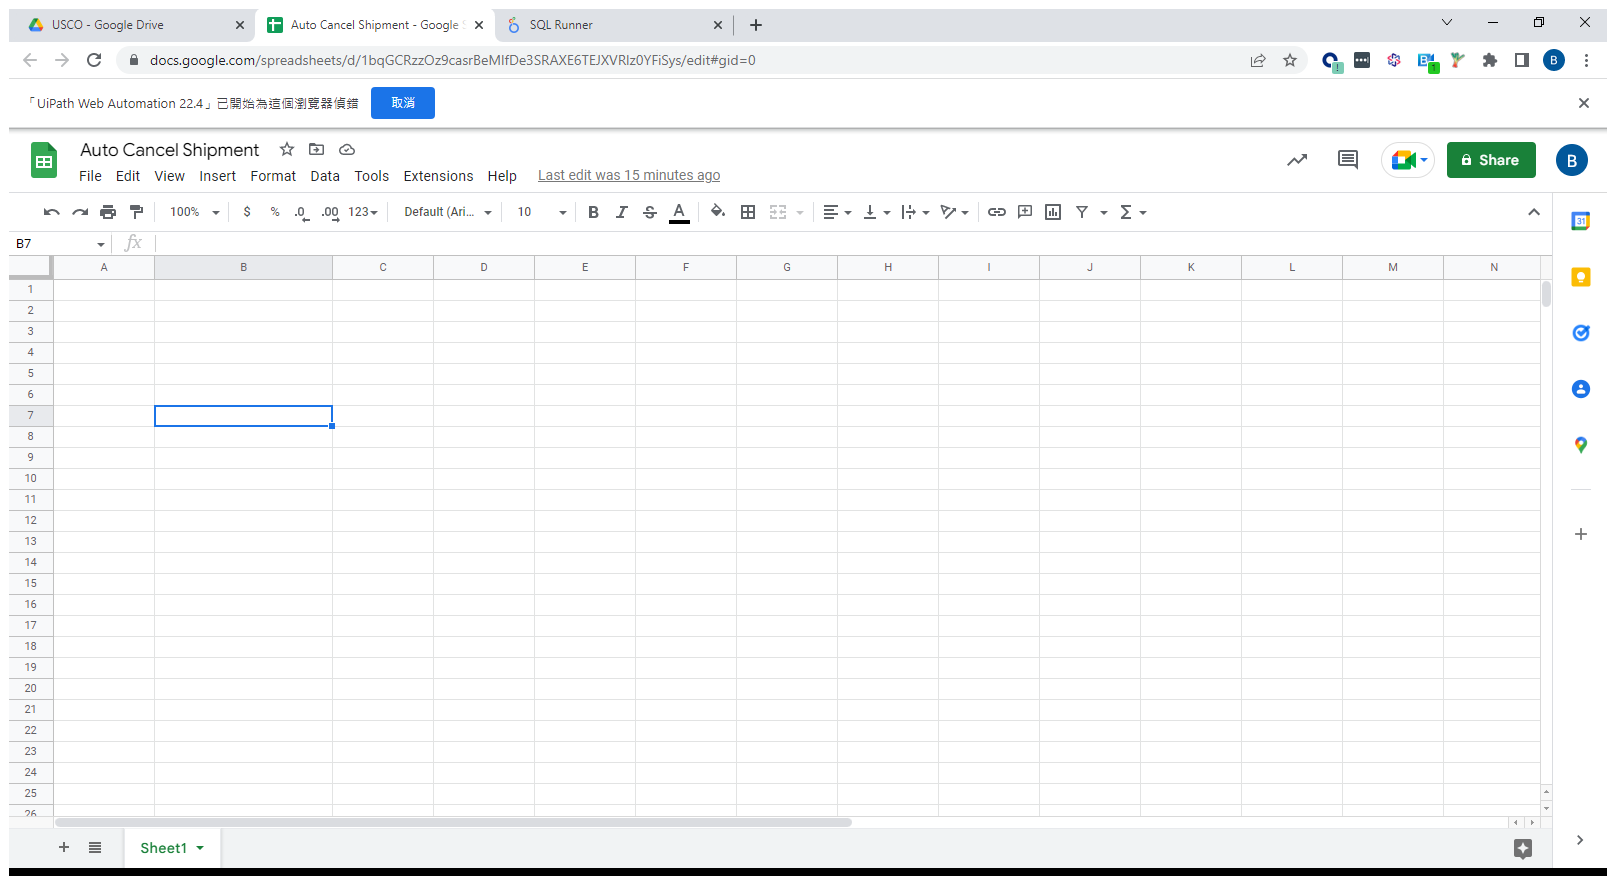 USCO - Google Drive
Auto Cancel Shipment - Google S
SQL Runner
docs.google.com/spreadsheets/d/1bqGCRzzOz9casrBeMIfDe3SRAXE6TEJXVRIz0YFiSys/edit#gid=0
B
「UiPath Web Automation 22.4」已開始為這個瀏覽器偵錯
取消
Auto Cancel Shipment
File Edit View Insert Format Data Tools Extensions Help Last edit was 15 minutes ago
Share
B
100% $ % .0 .00 123 Default (Ari... 10 B I S A
31
B7 fx
A B C D E F G H I J K L M N
1
2
3
4
5
6
7
8
9
10
11
12
13
14
15
16
17
18
19
20
21
22
23
24
25
26
Sheet1